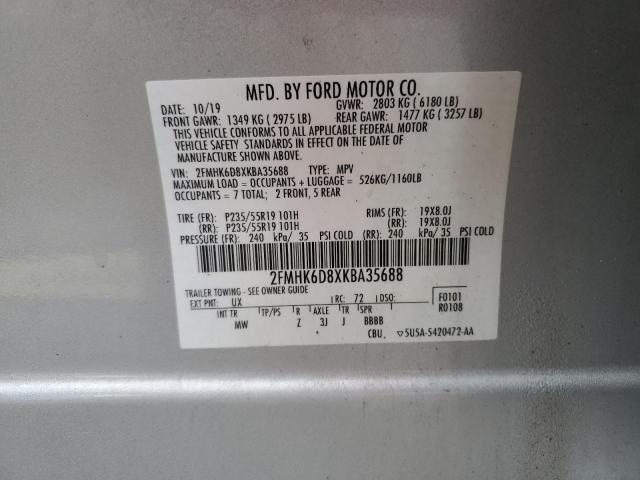 MFD. BY FORD MOTOR CO.
DATE: 10/19 GVWR: 2803 KG ( 6180 LB)
FRONT GAWR: 1349 KG ( 2975 LB) REAR GAWR: 1477 KG ( 3257 LB)
THIS VEHICLE CONFORMS TO ALL APPLICABLE FEDERAL MOTOR
VEHICLE SAFETY STANDARDS IN EFFECT ON THE DATE OF
MANUFACTURE SHOWN ABOVE.
VIN: 2FMHK6D8XKBA35688 TYPE: MPV
MAXIMUM LOAD = OCCUPANTS + LUGGAGE = 526KG/1160LB
OCCUPANTS = 7 TOTAL; 2 FRONT, 5 REAR
TIRE (FR): P235/55R19 101H RIMS (FR): 19X8.0J
(RR): P235/55R19 101H (RR): 19X8.0J
PRESSURE (FR): 240 kPa/ 35 PSI COLD (RR): 240 kPa/ 35 PSI COLD
2FMHK6D8XKBA35688
TRAILER TOWING - SEE OWNER GUIDE
EXT PNT: UX RC: 72 DSO: F0101
INT TR TP/PS R AXLE TR SPR R0108
MW Z 3J J BBBB
CBU ▽5U5A-5420472-AA